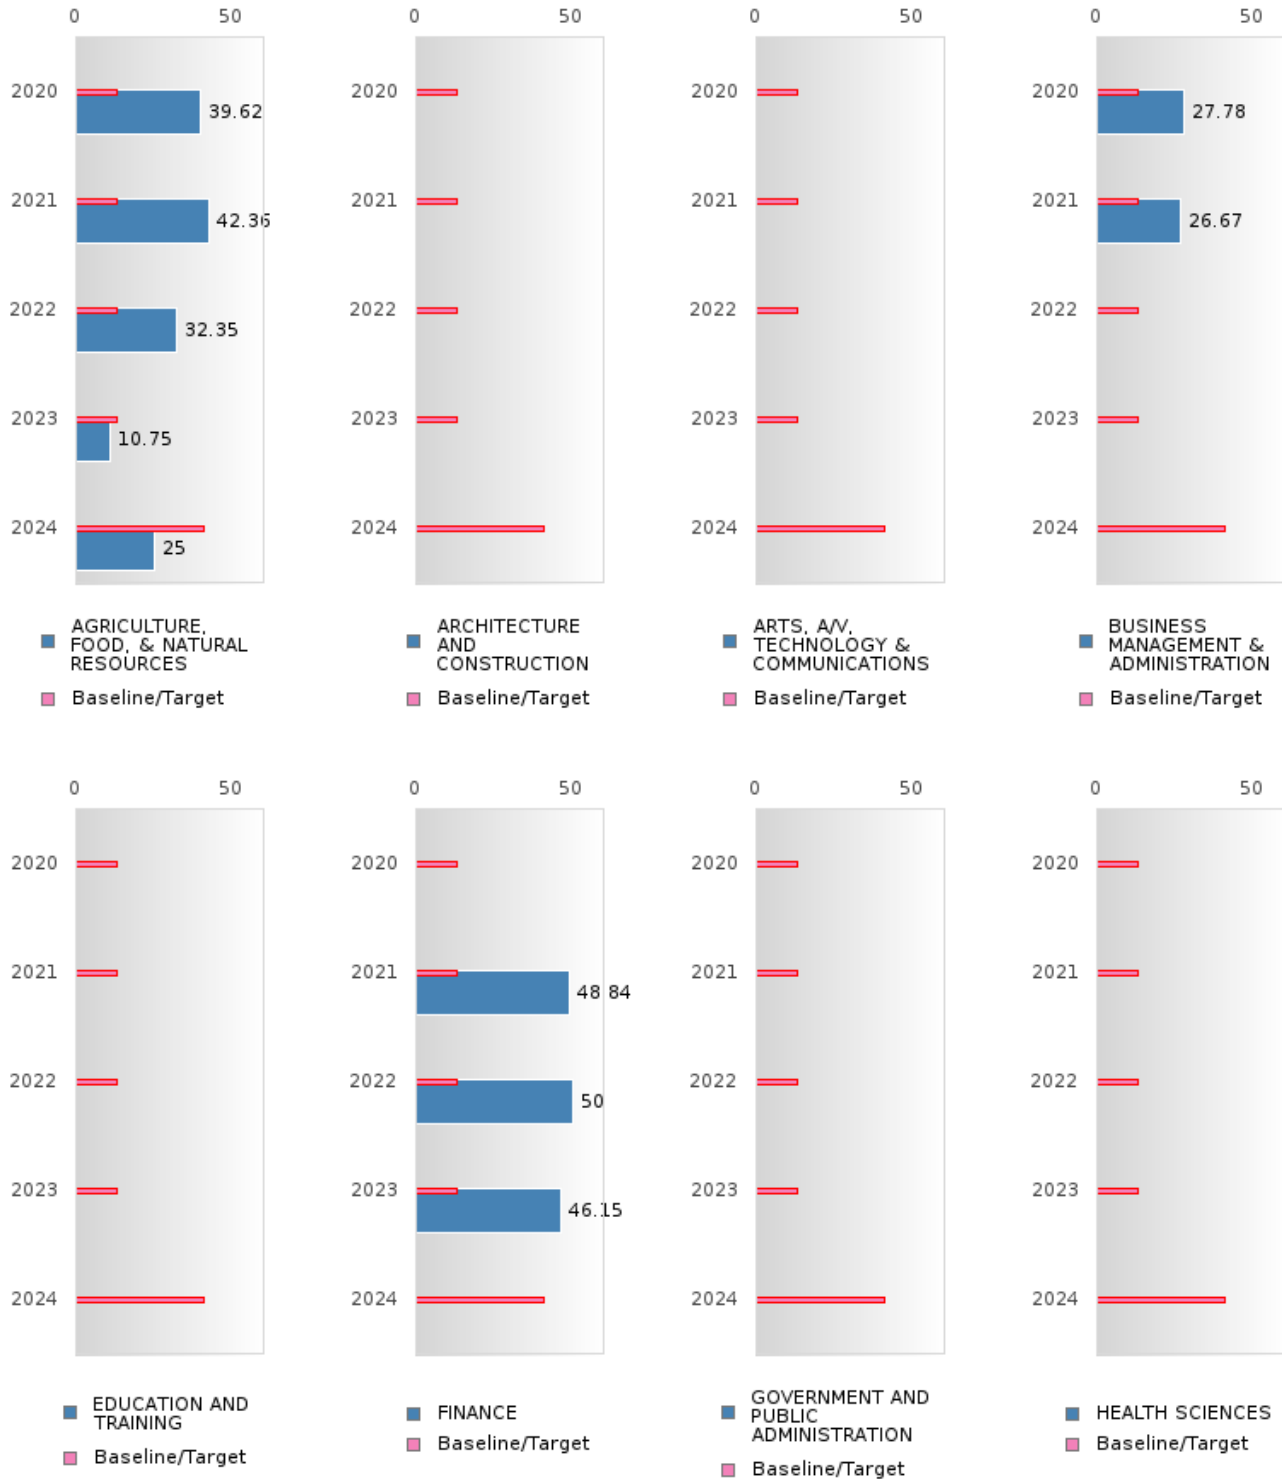 0 50 0 50 0 50 0 50
2020 39.62 2020 2020 2020 27.78
2021 42.36 2021 2021 2021 26.67
2022 32.35 2022 2022 2022
2023 10.75 2023 2023 2023
2024 25 2024 2024 2024
AGRICULTURE,
FOOD, & NATURAL
RESOURCES
Baseline/Target
ARCHITECTURE
AND
CONSTRUCTION
Baseline/Target
ARTS, A/V,
TECHNOLOGY &
COMMUNICATIONS
Baseline/Target
BUSINESS
MANAGEMENT &
ADMINISTRATION
Baseline/Target
0 50 0 50 0 50 0 50
2020 2020 2020 2020
2021 2021 48.84 2021 2021
2022 2022 50 2022 2022
2023 2023 46.15 2023 2023
2024 2024 2024 2024
EDUCATION AND
TRAINING
Baseline/Target
FINANCE
Baseline/Target
GOVERNMENT AND
PUBLIC
ADMINISTRATION
Baseline/Target
HEALTH SCIENCES
Baseline/Target